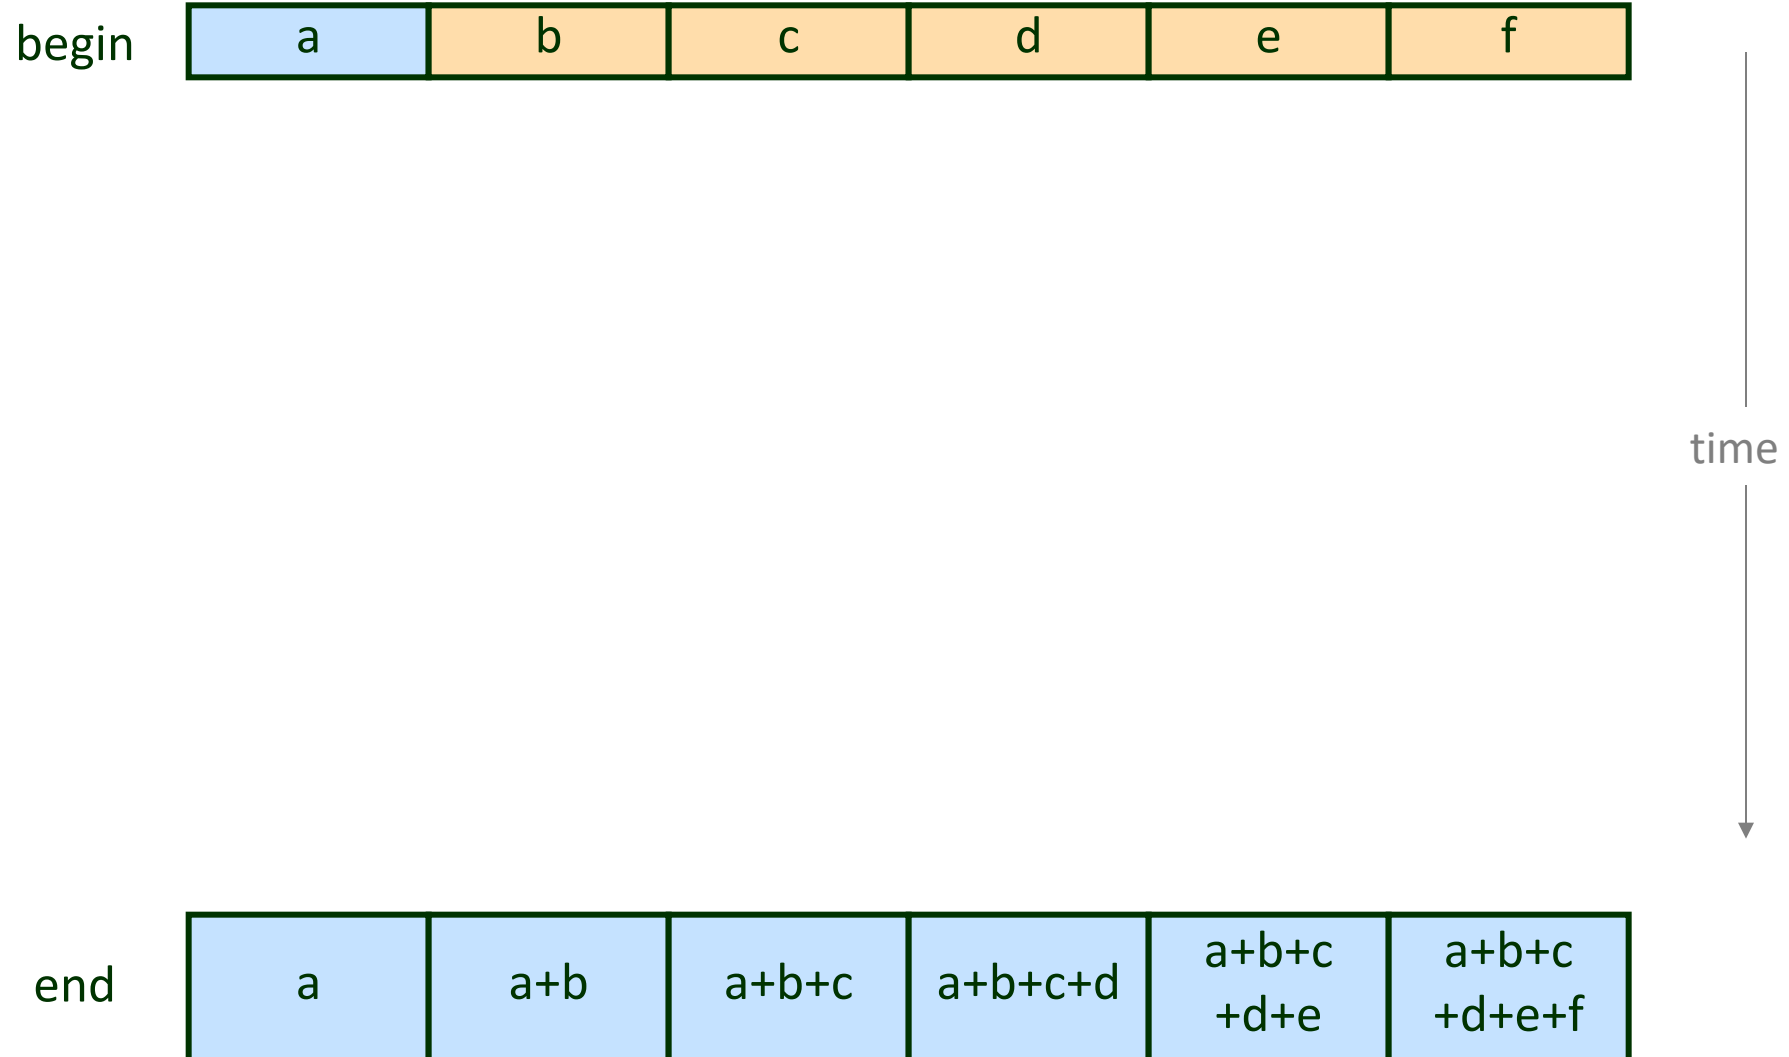 begin a b c d e f
time
end a a+b a+b+c a+b+c+d a+b+c +d+e a+b+c +d+e+f